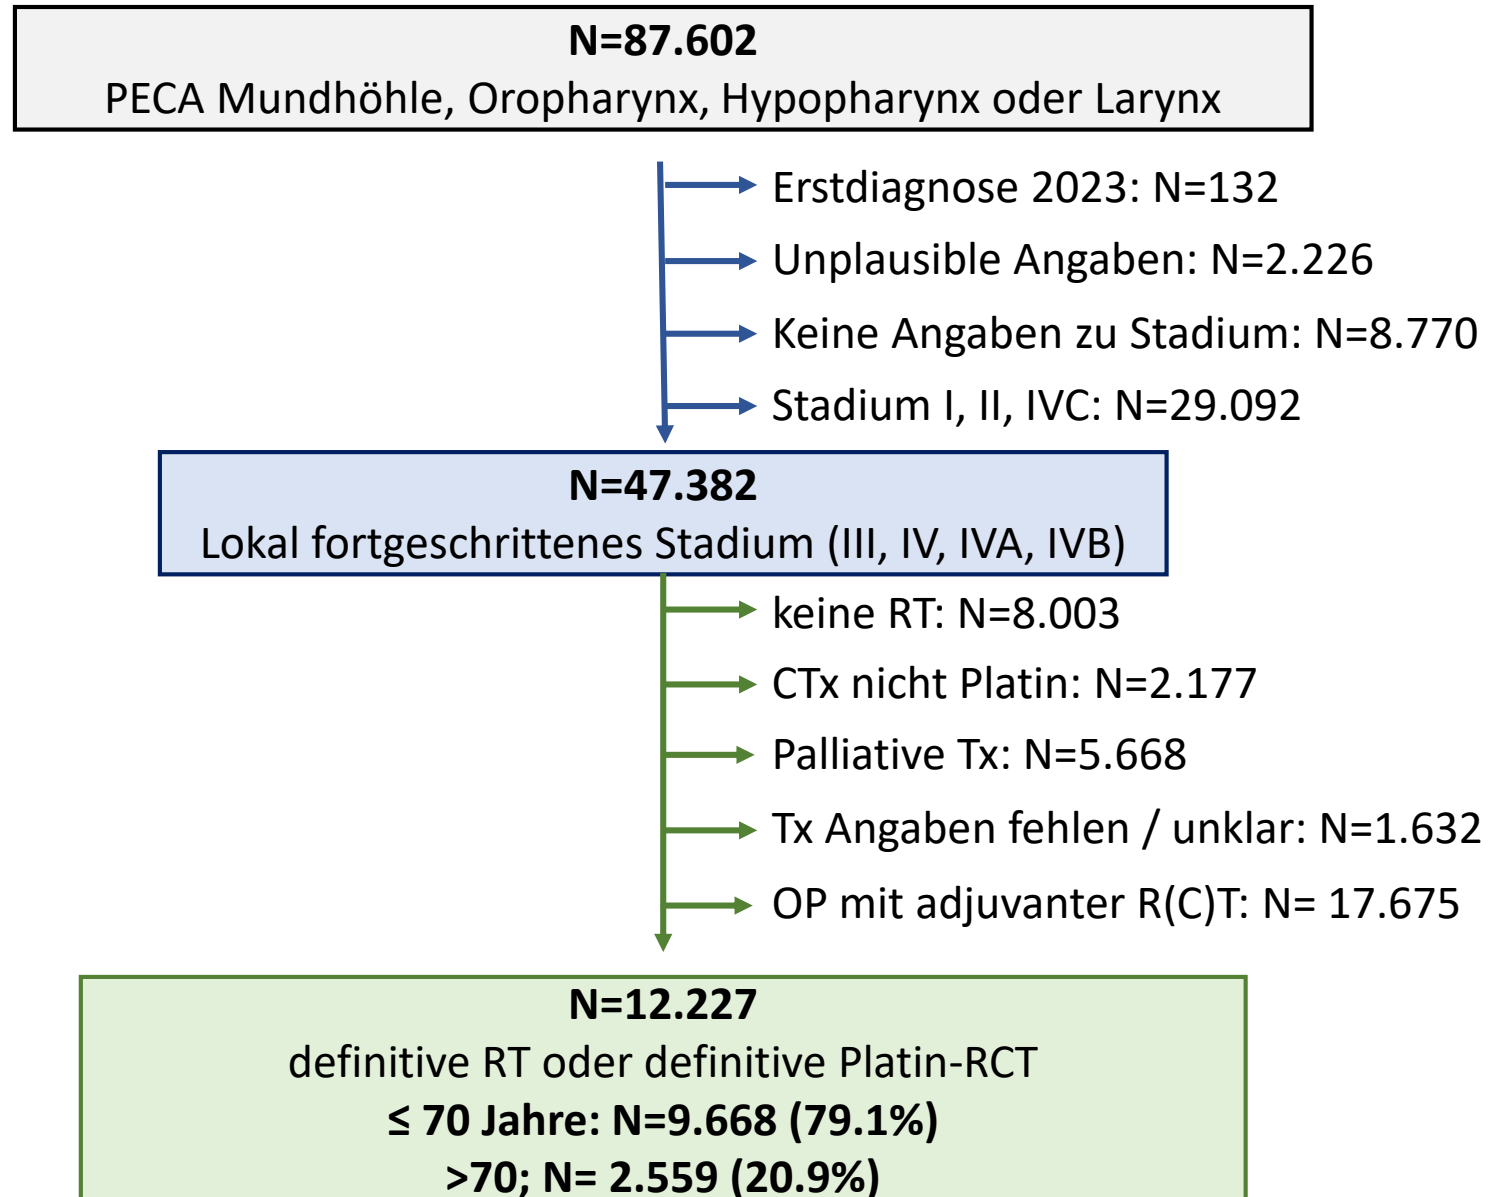 N=87.602
PECA Mundhöhle, Oropharynx, Hypopharynx oder Larynx
Erstdiagnose 2023: N=132
Unplausible Angaben: N=2.226
Keine Angaben zu Stadium: N=8.770
Stadium I, II, IVC: N=29.092
N=47.382
Lokal fortgeschrittenes Stadium (III, IV, IVA, IVB)
keine RT: N=8.003
CTx nicht Platin: N=2.177
Palliative Tx: N=5.668
Tx Angaben fehlen / unklar: N=1.632
OP mit adjuvanter R(C)T: N= 17.675
N=12.227
definitive RT oder definitive Platin-RCT
≤ 70 Jahre: N=9.668 (79.1%)
>70; N= 2.559 (20.9%)